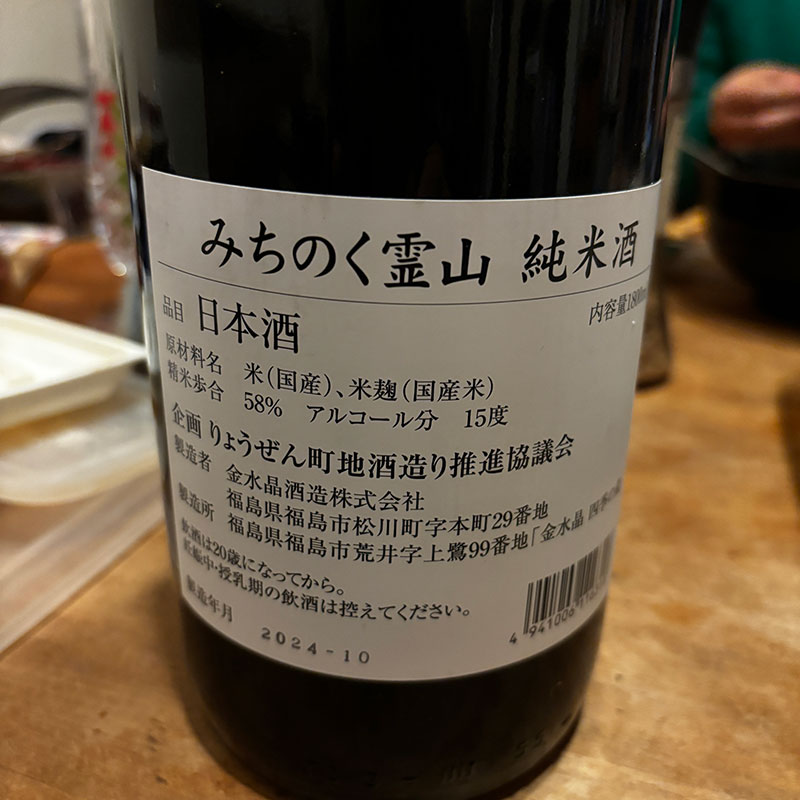 みちのく霊山 純米酒
内容量1800ml
品目 日本酒
原材料名 米(国産)、米麹(国産米)
精米歩合 58% アルコール分 15度
企画 りょうぜん町地酒造り推進協議会
製造者 金水晶酒造株式会社
福島県福島市松川町字本町29番地
製造所 福島県福島市荒井字上鷺99番地「金水晶 四季の
飲酒は20歳になってから。
妊娠中・授乳期の飲酒は控えてください。
製造年月 2024-10
4 941006